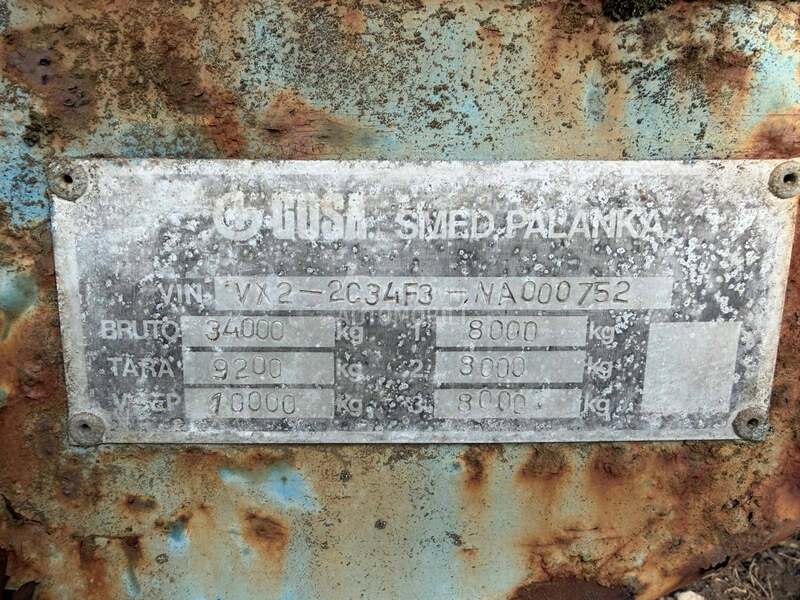 GOŠA SMED. PALANKA
VIN VX2-2C34F3-NA000752
BRUTO 34000 kg 1. 8000 kg
TARA 9200 kg 2. 8000 kg
V.SEP 10000 kg 3. 8000 kg